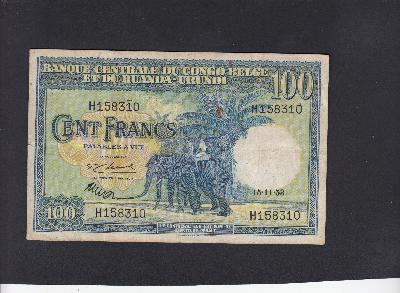 BANQUE CENTRALE DU CONGO BELGE
ET DU RUANDA-URUNDI
100
H158310
H158310
CENT FRANCS
PAYABLES A VUE
15-11-53
100
H158310
H158310